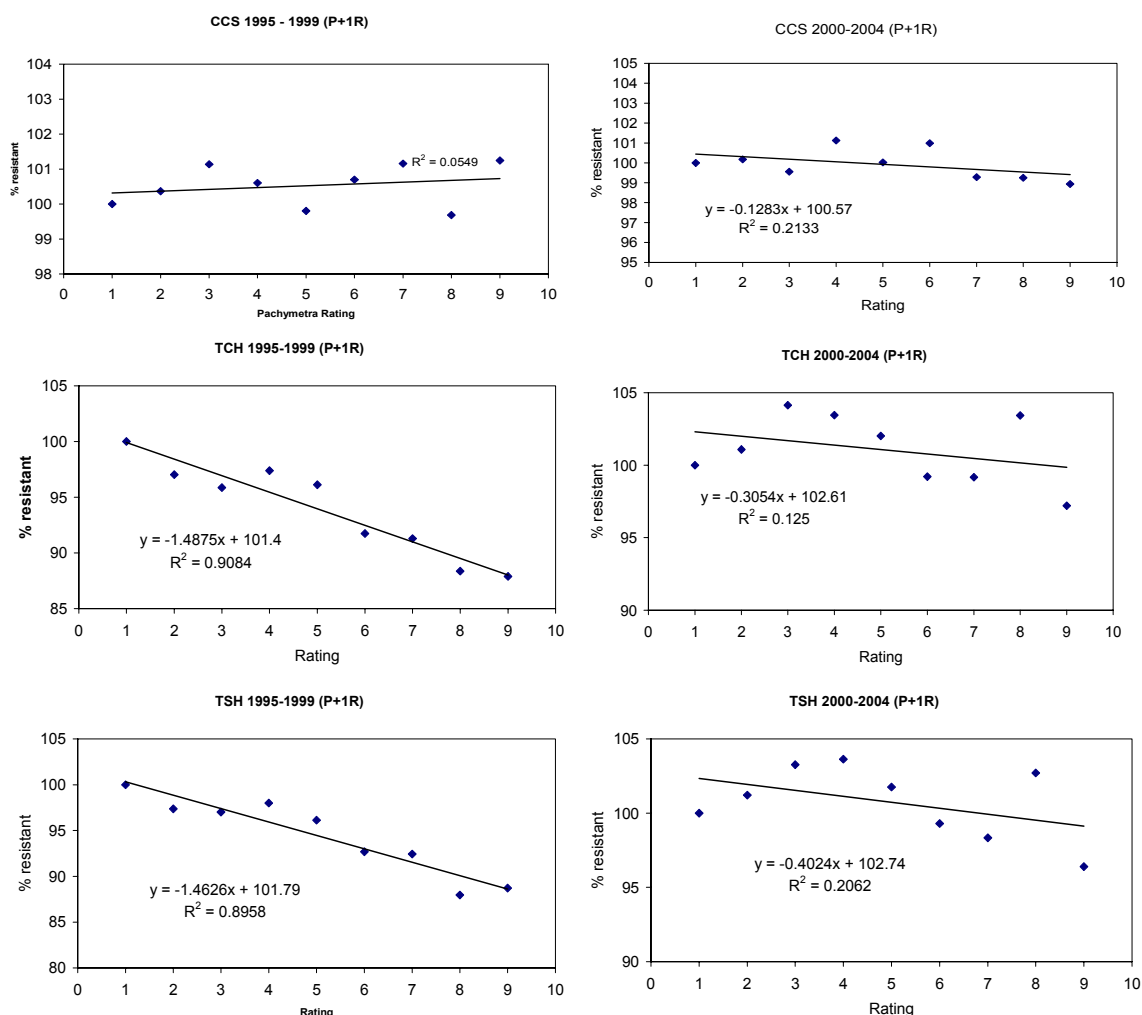 CCS 1995 - 1999 (P+1R)
104
103
102
101
100
99
98
% resistant
R² = 0.0549
0 1 2 3 4 5 6 7 8 9 10
Pachymetra Rating
CCS 2000-2004 (P+1R)
105
104
103
102
101
100
99
98
97
96
95
% resistant
y = -0.1283x + 100.57
R² = 0.2133
0 1 2 3 4 5 6 7 8 9 10
Rating
TCH 1995-1999 (P+1R)
105
100
95
90
85
% resistant
y = -1.4875x + 101.4
R² = 0.9084
0 1 2 3 4 5 6 7 8 9 10
Rating
TCH 2000-2004 (P+1R)
105
100
95
90
% resistant
y = -0.3054x + 102.61
R² = 0.125
0 1 2 3 4 5 6 7 8 9 10
Rating
TSH 1995-1999 (P+1R)
105
100
95
90
85
80
% resistant
y = -1.4626x + 101.79
R² = 0.8958
0 1 2 3 4 5 6 7 8 9 10
Rating
TSH 2000-2004 (P+1R)
105
100
95
90
% resistant
y = -0.4024x + 102.74
R² = 0.2062
0 1 2 3 4 5 6 7 8 9 10
Rating